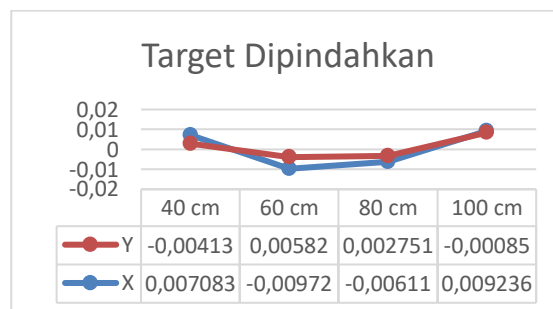 Target Dipindahkan
0,02
0,01
0
-0,01
-0,02
40 cm 60 cm 80 cm 100 cm
Y -0,00413 0,00582 0,002751 -0,00085
X 0,007083 -0,00972 -0,00611 0,009236